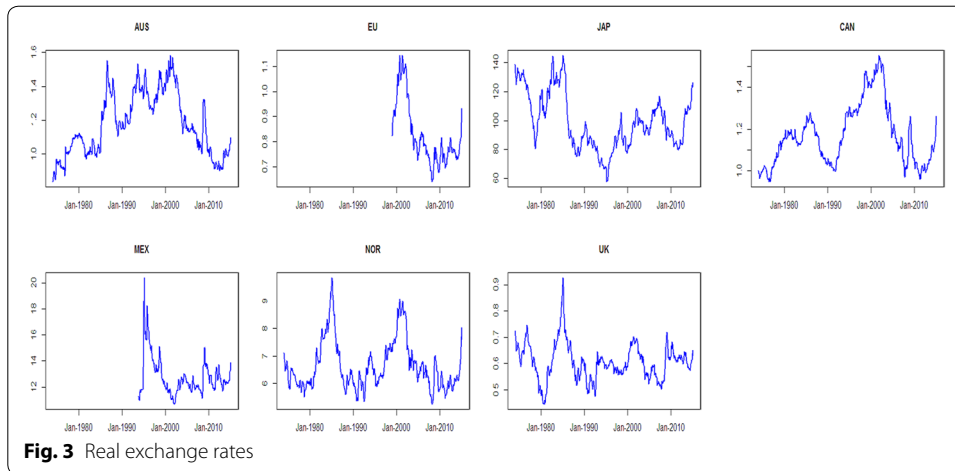 AUS EU JAP CAN
1.6 1.4 1.2 1.0
Jan-1980 Jan-1990 Jan-2000 Jan-2010
1.1 1.0 0.9 0.8 0.7
Jan-1980 Jan-1990 Jan-2000 Jan-2010
140 120 100 80 60
Jan-1980 Jan-1990 Jan-2000 Jan-2010
1.4 1.2 1.0
Jan-1980 Jan-1990 Jan-2000 Jan-2010
MEX NOR UK
20 18 16 14 12
Jan-1980 Jan-1990 Jan-2000 Jan-2010
9 8 7 6
Jan-1980 Jan-1990 Jan-2000 Jan-2010
0.9 0.8 0.7 0.6 0.5
Jan-1980 Jan-1990 Jan-2000 Jan-2010
Fig. 3 Real exchange rates